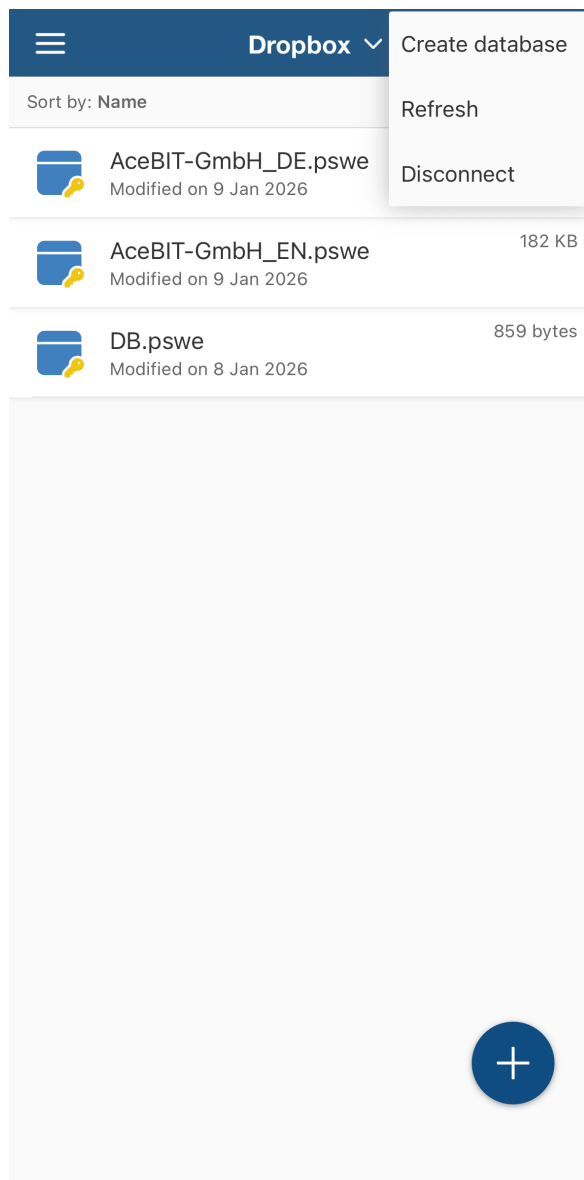 Dropbox
Create database
Refresh
Disconnect
Sort by: Name
AceBIT-GmbH_DE.pswe
Modified on 9 Jan 2026
AceBIT-GmbH_EN.pswe
182 KB
Modified on 9 Jan 2026
DB.pswe
859 bytes
Modified on 8 Jan 2026